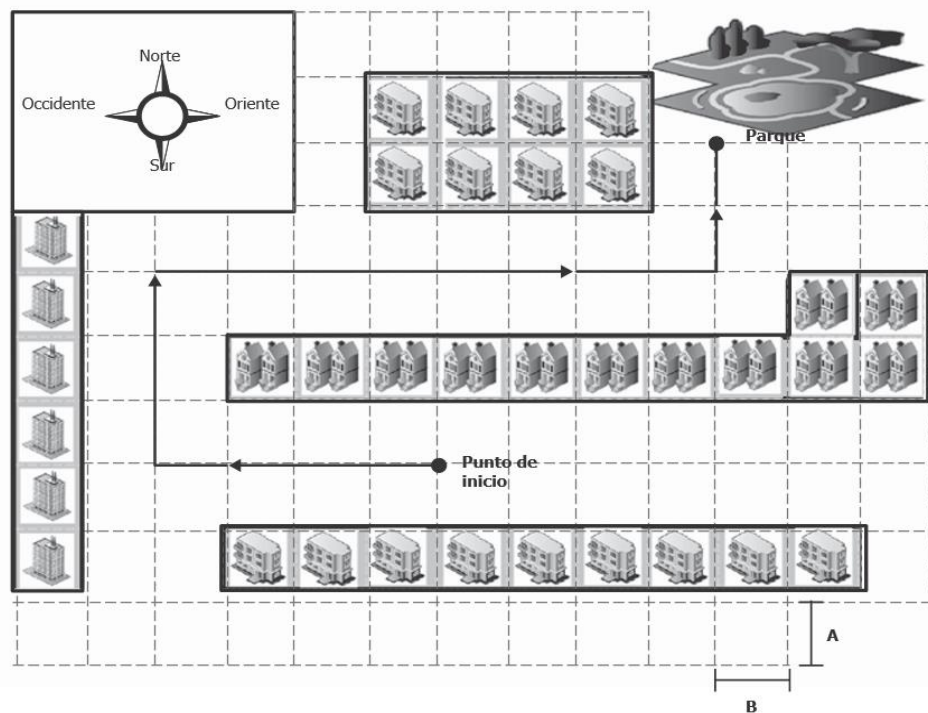 Norte
Occidente
Oriente
Sur
Parque
Punto de
inicio
A
B